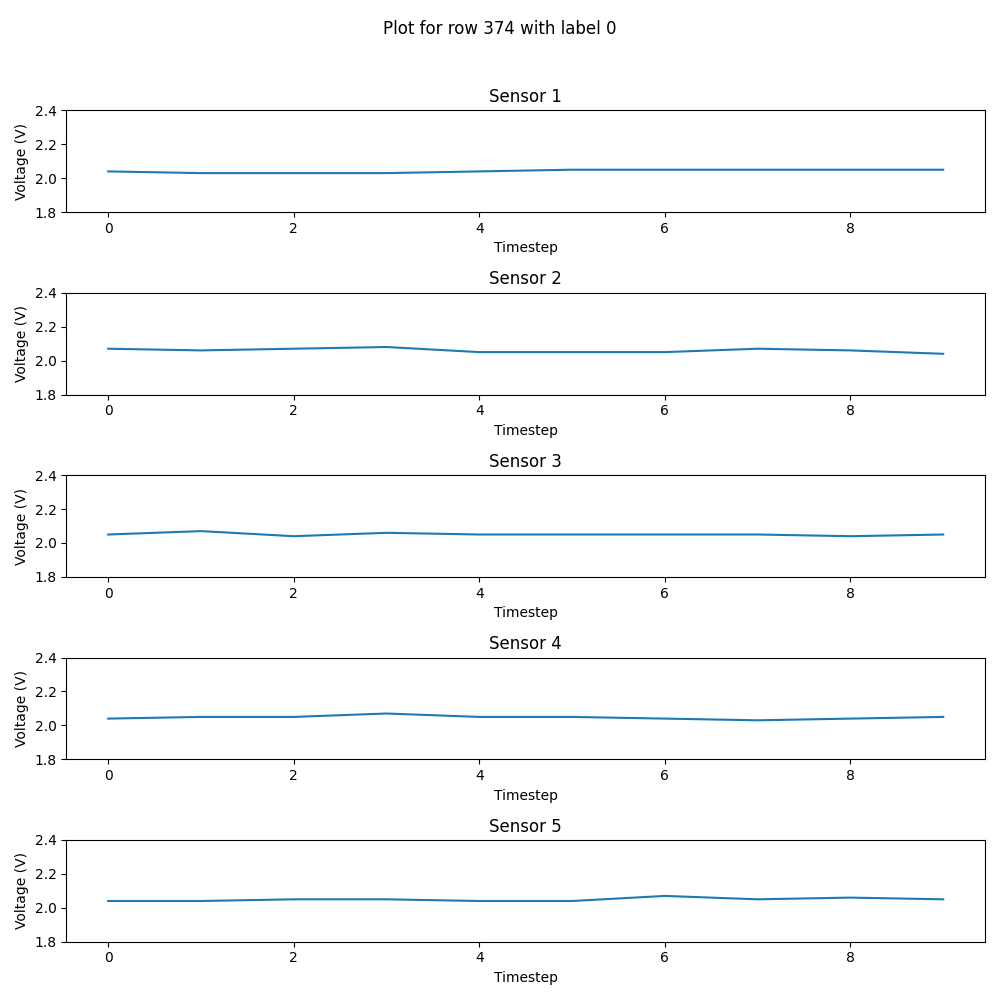 Plot for row 374 with label 0
Sensor 1
Voltage (V)
2.4
2.2
2.0
1.8
0 2 4 6 8
Timestep
Sensor 2
Voltage (V)
2.4
2.2
2.0
1.8
0 2 4 6 8
Timestep
Sensor 3
Voltage (V)
2.4
2.2
2.0
1.8
0 2 4 6 8
Timestep
Sensor 4
Voltage (V)
2.4
2.2
2.0
1.8
0 2 4 6 8
Timestep
Sensor 5
Voltage (V)
2.4
2.2
2.0
1.8
0 2 4 6 8
Timestep